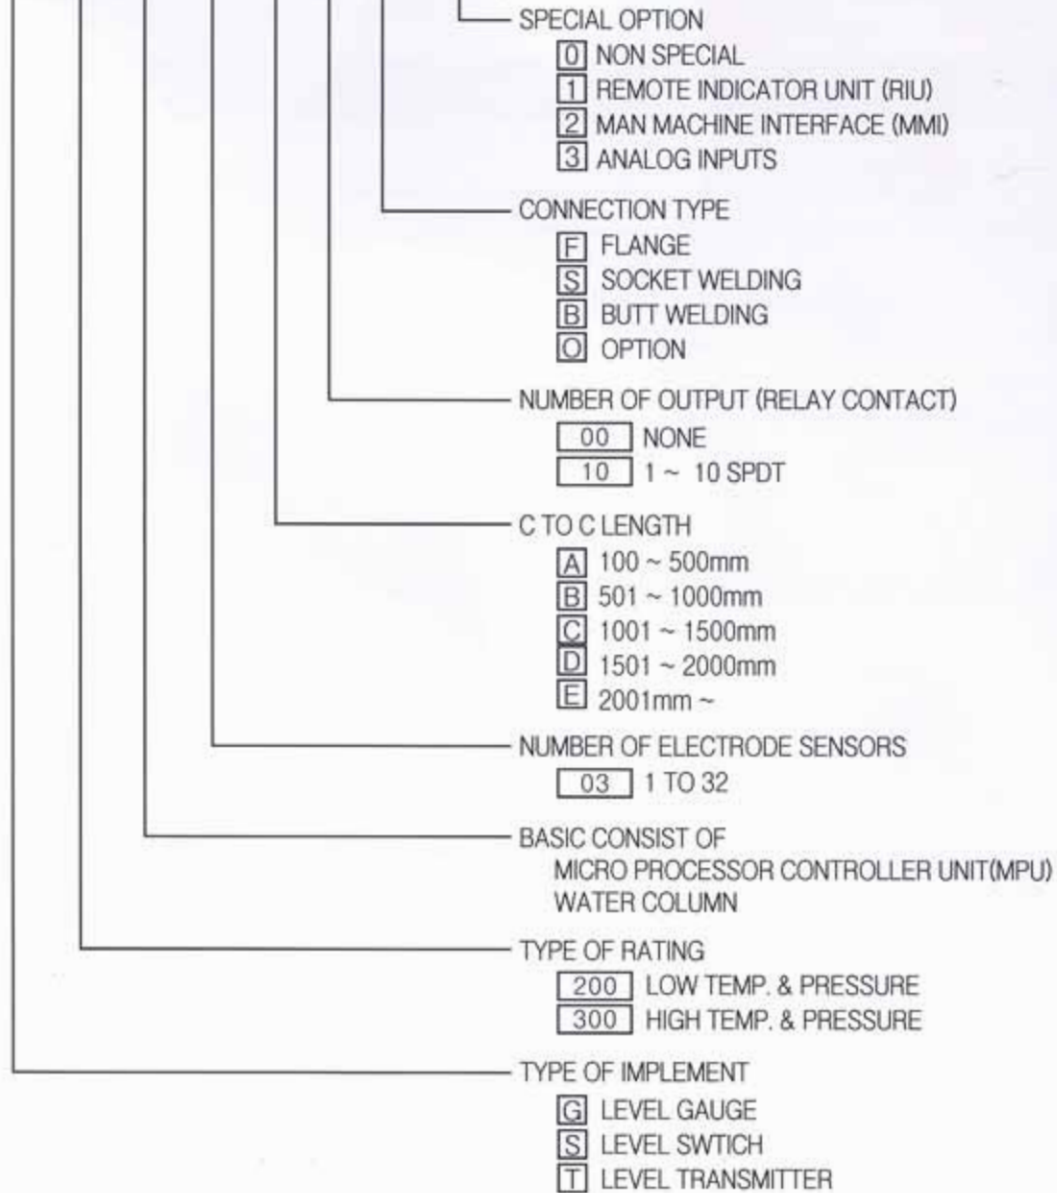 SPECIAL OPTION
0 NON SPECIAL
1 REMOTE INDICATOR UNIT (RIU)
2 MAN MACHINE INTERFACE (MMI)
3 ANALOG INPUTS
CONNECTION TYPE
F FLANGE
S SOCKET WELDING
B BUTT WELDING
O OPTION
NUMBER OF OUTPUT (RELAY CONTACT)
00 NONE
10 1 ~ 10 SPDT
C TO C LENGTH
A 100 ~ 500mm
B 501 ~ 1000mm
C 1001 ~ 1500mm
D 1501 ~ 2000mm
E 2001mm ~
NUMBER OF ELECTRODE SENSORS
03 1 TO 32
BASIC CONSIST OF
MICRO PROCESSOR CONTROLLER UNIT(MPU)
WATER COLUMN
TYPE OF RATING
200 LOW TEMP. & PRESSURE
300 HIGH TEMP. & PRESSURE
TYPE OF IMPLEMENT
G LEVEL GAUGE
S LEVEL SWTICH
T LEVEL TRANSMITTER